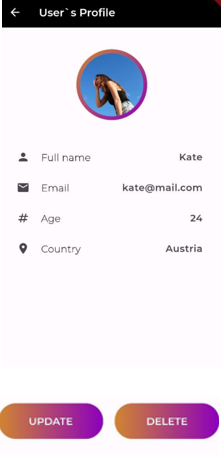 User`s Profile
Full name Kate
Email kate@mail.com
# Age 24
Country Austria
UPDATE DELETE